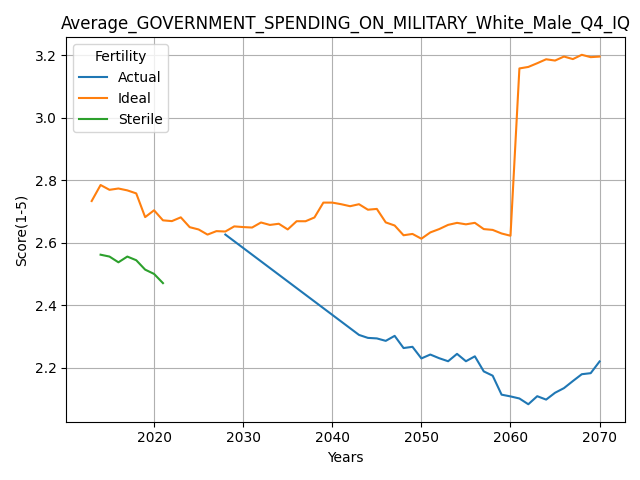 Average_GOVERNMENT_SPENDING_ON_MILITARY_White_Male_Q4_IQ
Fertility
Actual
Ideal
Sterile
Score(1-5)
3.2
3.0
2.8
2.6
2.4
2.2
2020 2030 2040 2050 2060 2070
Years